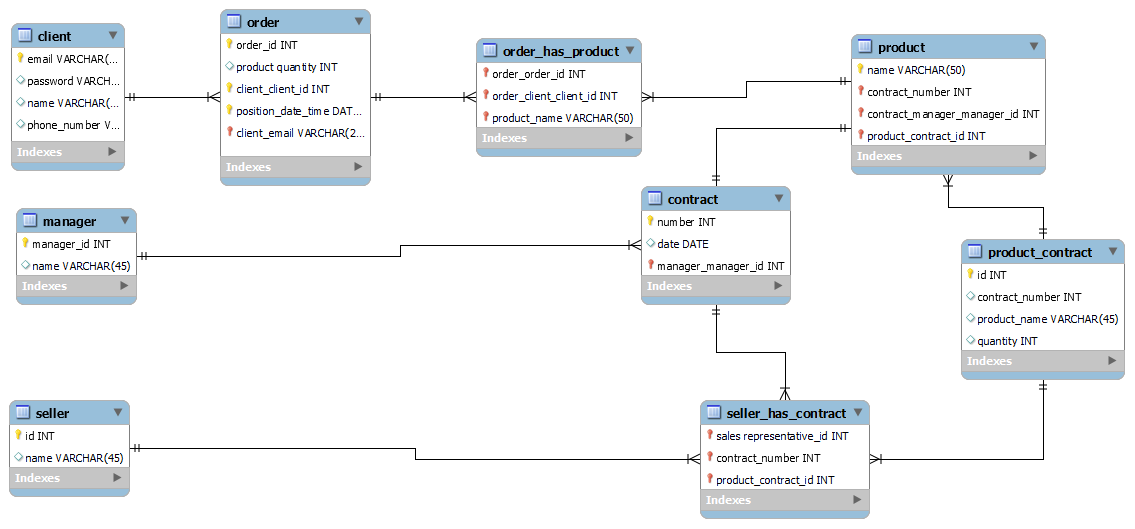 client
email VARCHAR(...
password VARCH...
name VARCHAR(...
phone_number V...
Indexes
order
order_id INT
product quantity INT
client_client_id INT
position_date_time DAT...
client_email VARCHAR(2...
Indexes
order_has_product
order_order_id INT
order_client_client_id INT
product_name VARCHAR(50)
Indexes
product
name VARCHAR(50)
contract_number INT
contract_manager_manager_id INT
product_contract_id INT
Indexes
manager
manager_id INT
name VARCHAR(45)
Indexes
contract
number INT
date DATE
manager_manager_id INT
Indexes
product_contract
id INT
contract_number INT
product_name VARCHAR(45)
quantity INT
Indexes
seller
id INT
name VARCHAR(45)
Indexes
seller_has_contract
sales representative_id INT
contract_number INT
product_contract_id INT
Indexes